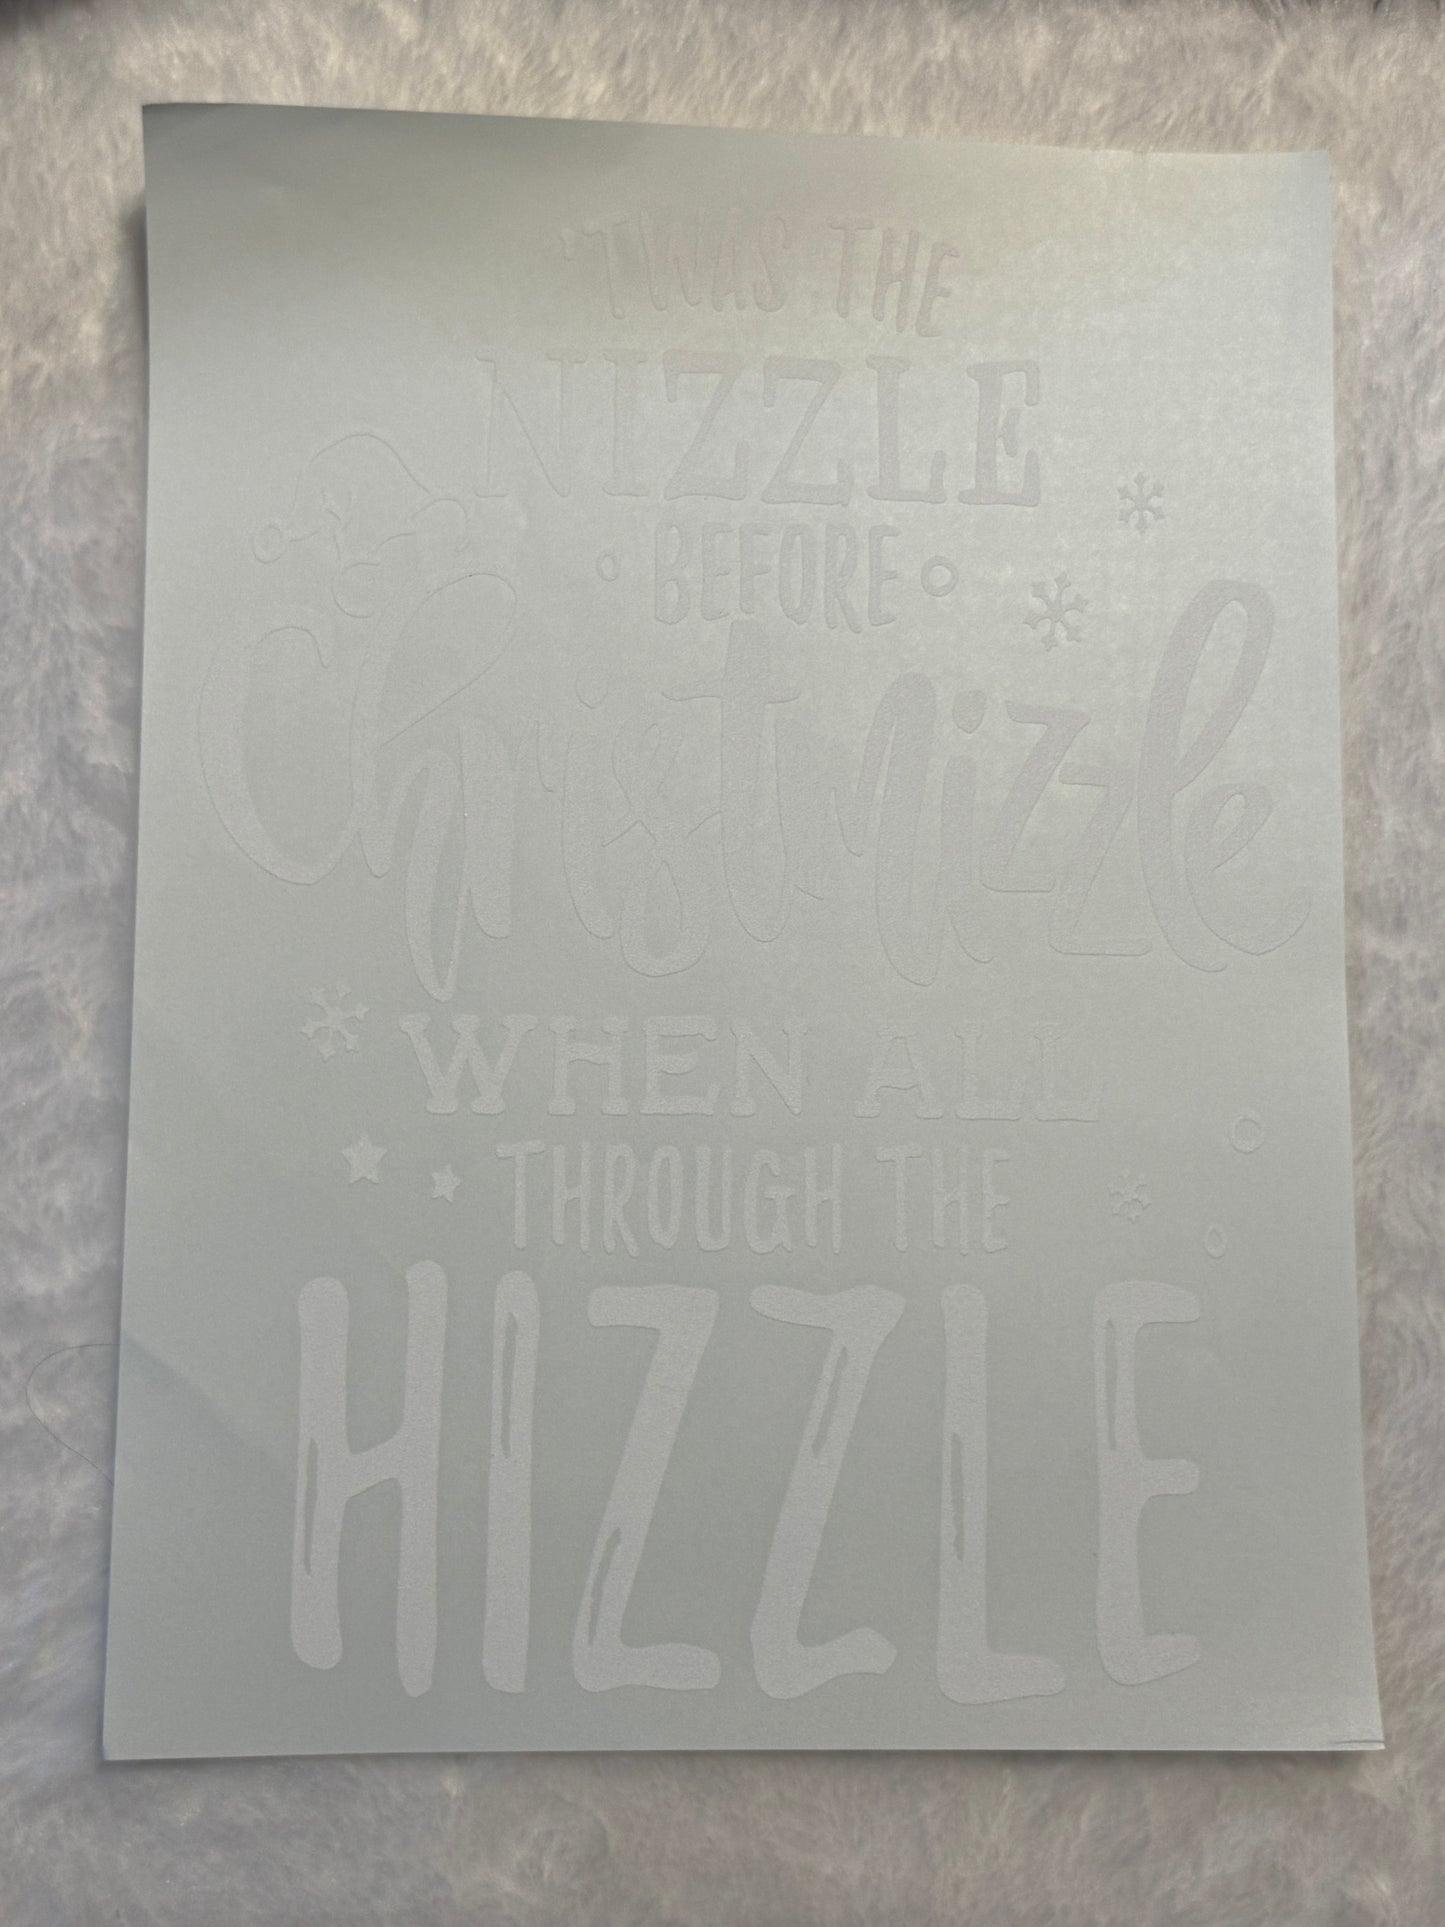 'TWAS THE
NIZZLE
BEFORE
Christmizzle
WHEN ALL
THROUGH THE
HIZZLE